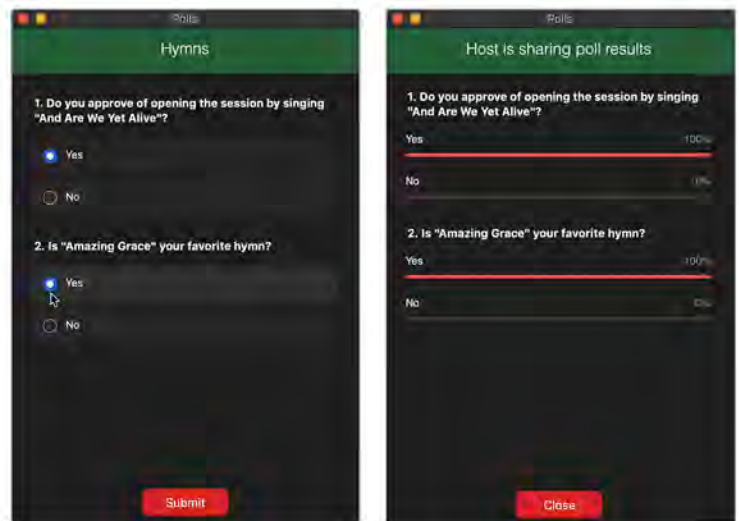 Polls
Hymns
1. Do you approve of opening the session by singing
"And Are We Yet Alive"?
Yes
No
2. Is "Amazing Grace" your favorite hymn?
Yes
No
Submit
Polls
Host is sharing poll results
1. Do you approve of opening the session by singing
"And Are We Yet Alive"?
Yes 100%
No 0%
2. Is "Amazing Grace" your favorite hymn?
Yes 100%
No 0%
Close